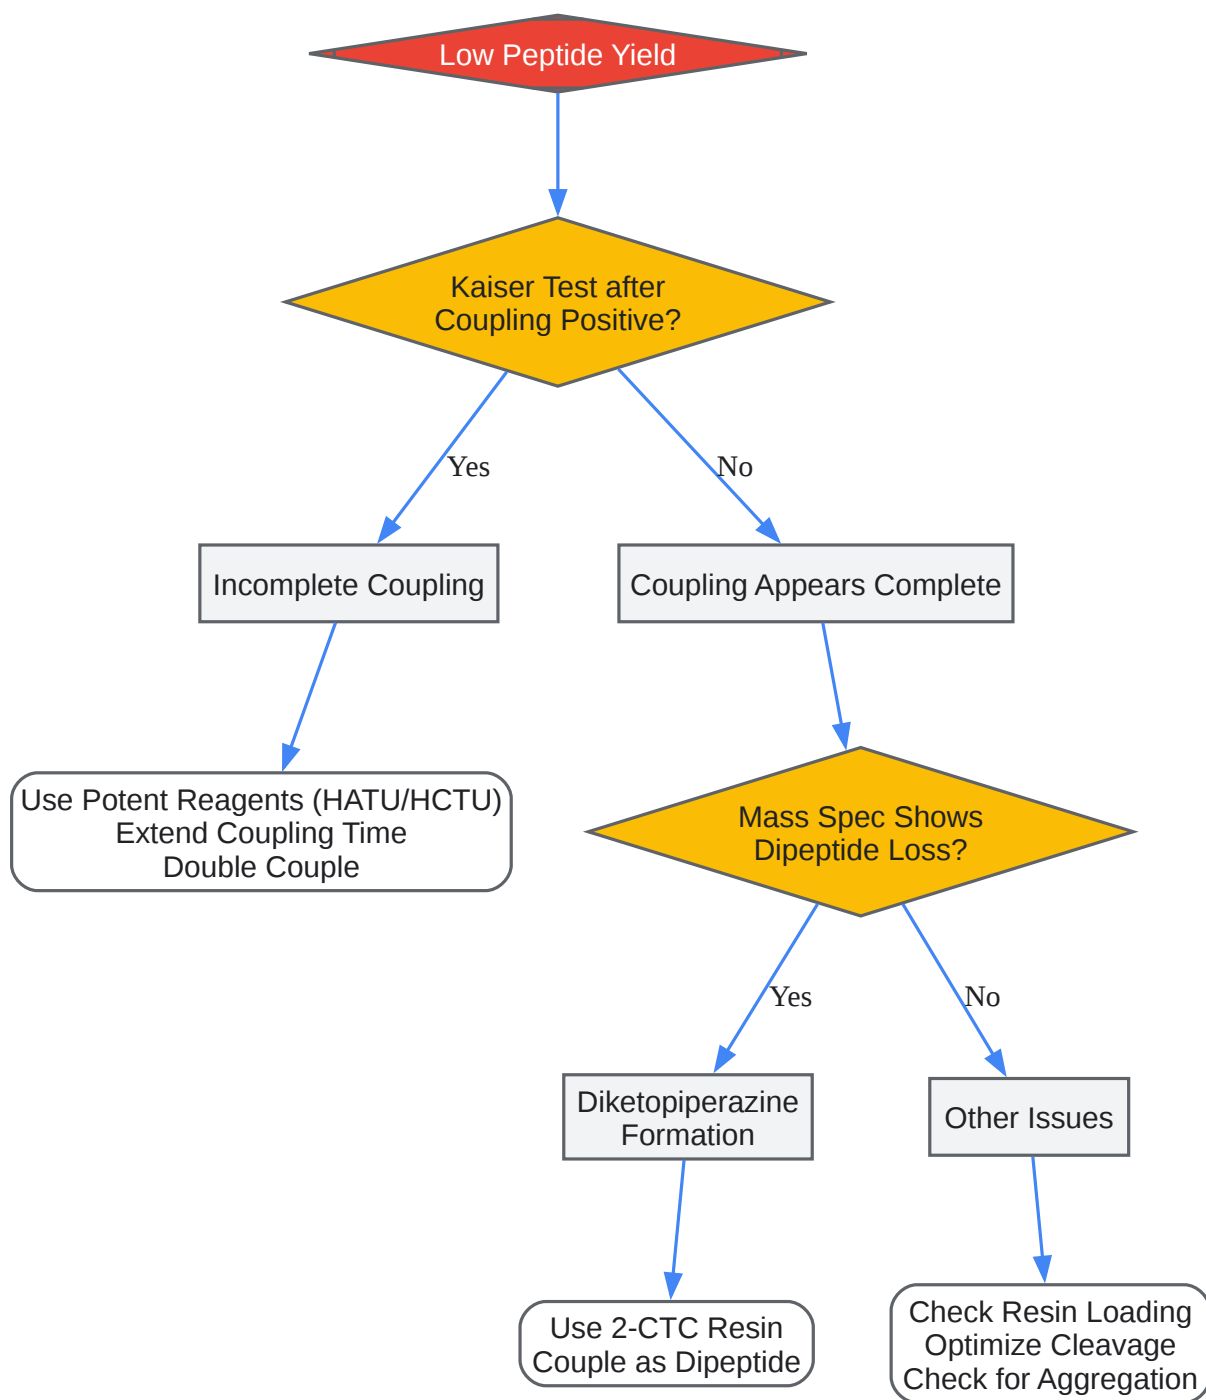 Low Peptide Yield
Kaiser Test after
Coupling Positive?
Yes
No
Incomplete Coupling
Coupling Appears Complete
Use Potent Reagents (HATU/HCTU)
Extend Coupling Time
Double Couple
Mass Spec Shows
Dipeptide Loss?
Yes
No
Diketopiperazine
Formation
Other Issues
Use 2-CTC Resin
Couple as Dipeptide
Check Resin Loading
Optimize Cleavage
Check for Aggregation